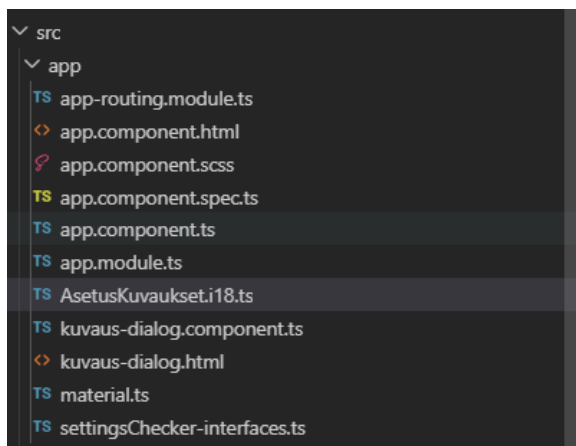 src
app
TS app-routing.module.ts
<> app.component.html
app.component.scss
TS app.component.spec.ts
TS app.component.ts
TS app.module.ts
TS AsetusKuvaukset.i18.ts
TS kuvaus-dialog.component.ts
<> kuvaus-dialog.html
TS material.ts
TS settingsChecker-interfaces.ts